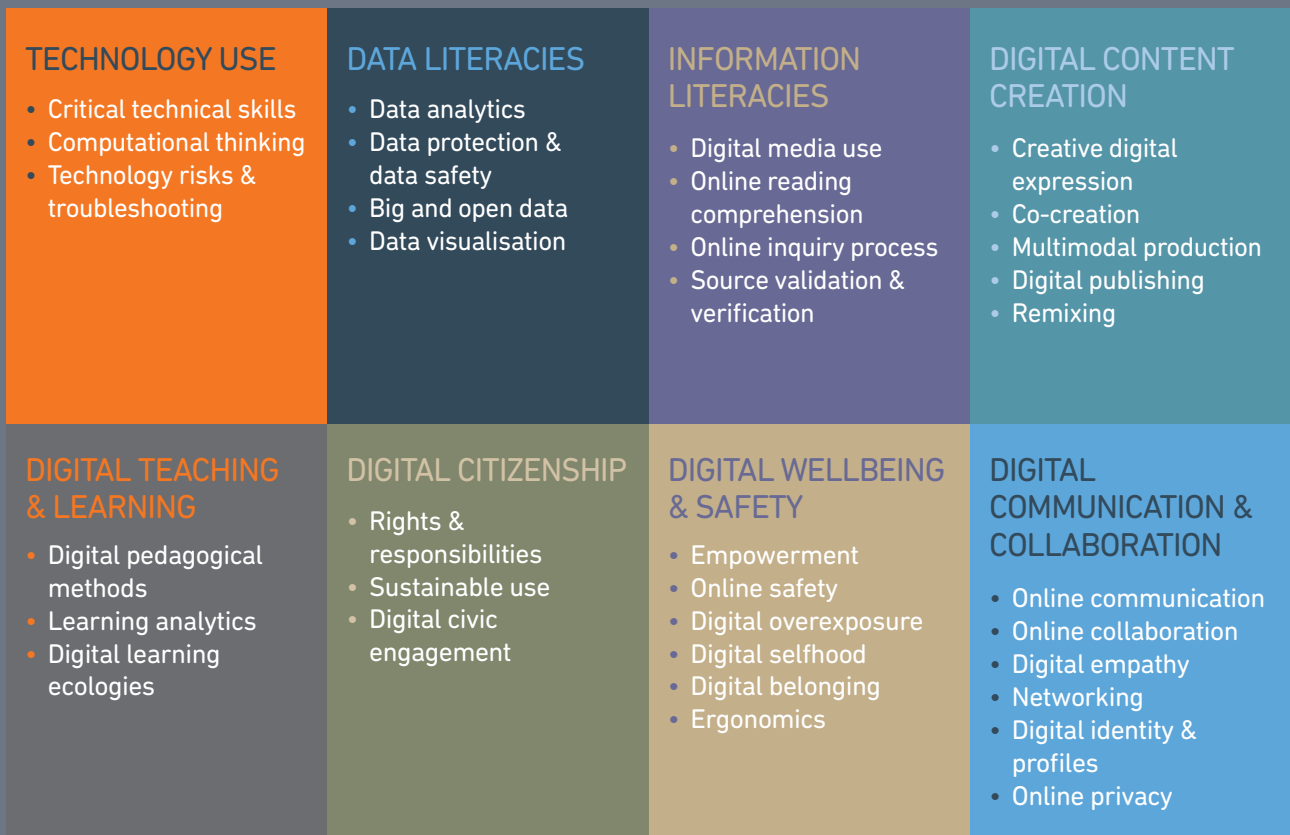 TECHNOLOGY USE
• Critical technical skills
• Computational thinking
• Technology risks &
troubleshooting
DATA LITERACIES
• Data analytics
• Data protection &
data safety
• Big and open data
• Data visualisation
INFORMATION
LITERACIES
• Digital media use
• Online reading
comprehension
• Online inquiry process
• Source validation &
verification
DIGITAL CONTENT
CREATION
• Creative digital
expression
• Co-creation
• Multimodal production
• Digital publishing
• Remixing
DIGITAL TEACHING
& LEARNING
• Digital pedagogical
methods
• Learning analytics
• Digital learning
ecologies
DIGITAL CITIZENSHIP
• Rights &
responsibilities
• Sustainable use
• Digital civic
engagement
DIGITAL WELLBEING
& SAFETY
• Empowerment
• Online safety
• Digital overexposure
• Digital selfhood
• Digital belonging
• Ergonomics
DIGITAL
COMMUNICATION &
COLLABORATION
• Online communication
• Online collaboration
• Digital empathy
• Networking
• Digital identity &
profiles
• Online privacy